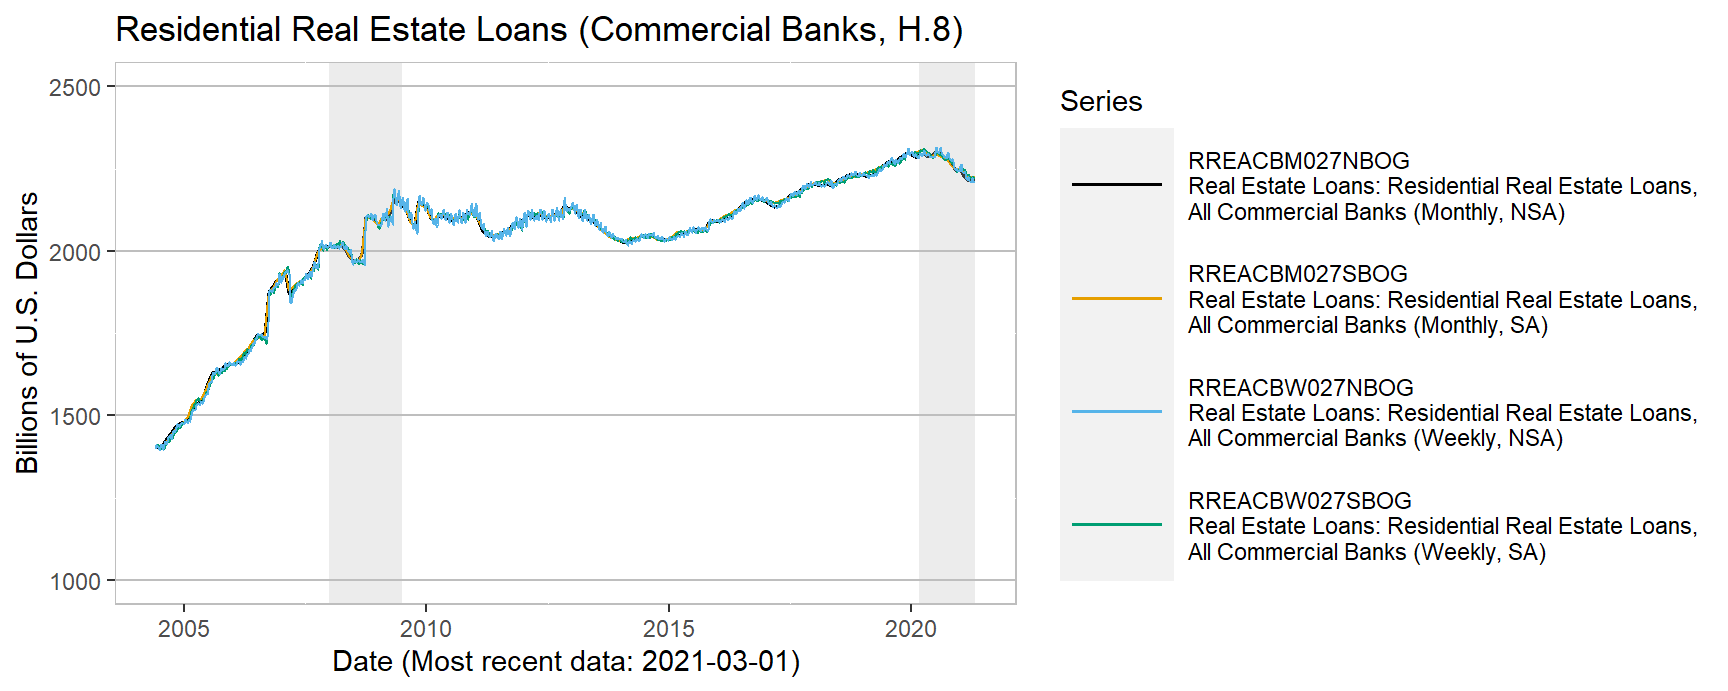 Residential Real Estate Loans (Commercial Banks, H.8)
Billions of U.S. Dollars
2500
2000
1500
1000
2005
2010
2015
2020
Date (Most recent data: 2021-03-01)
Series
RREACBM027NBOG
Real Estate Loans: Residential Real Estate Loans,
All Commercial Banks (Monthly, NSA)
RREACBM027SBOG
Real Estate Loans: Residential Real Estate Loans,
All Commercial Banks (Monthly, SA)
RREACBW027NBOG
Real Estate Loans: Residential Real Estate Loans,
All Commercial Banks (Weekly, NSA)
RREACBW027SBOG
Real Estate Loans: Residential Real Estate Loans,
All Commercial Banks (Weekly, SA)